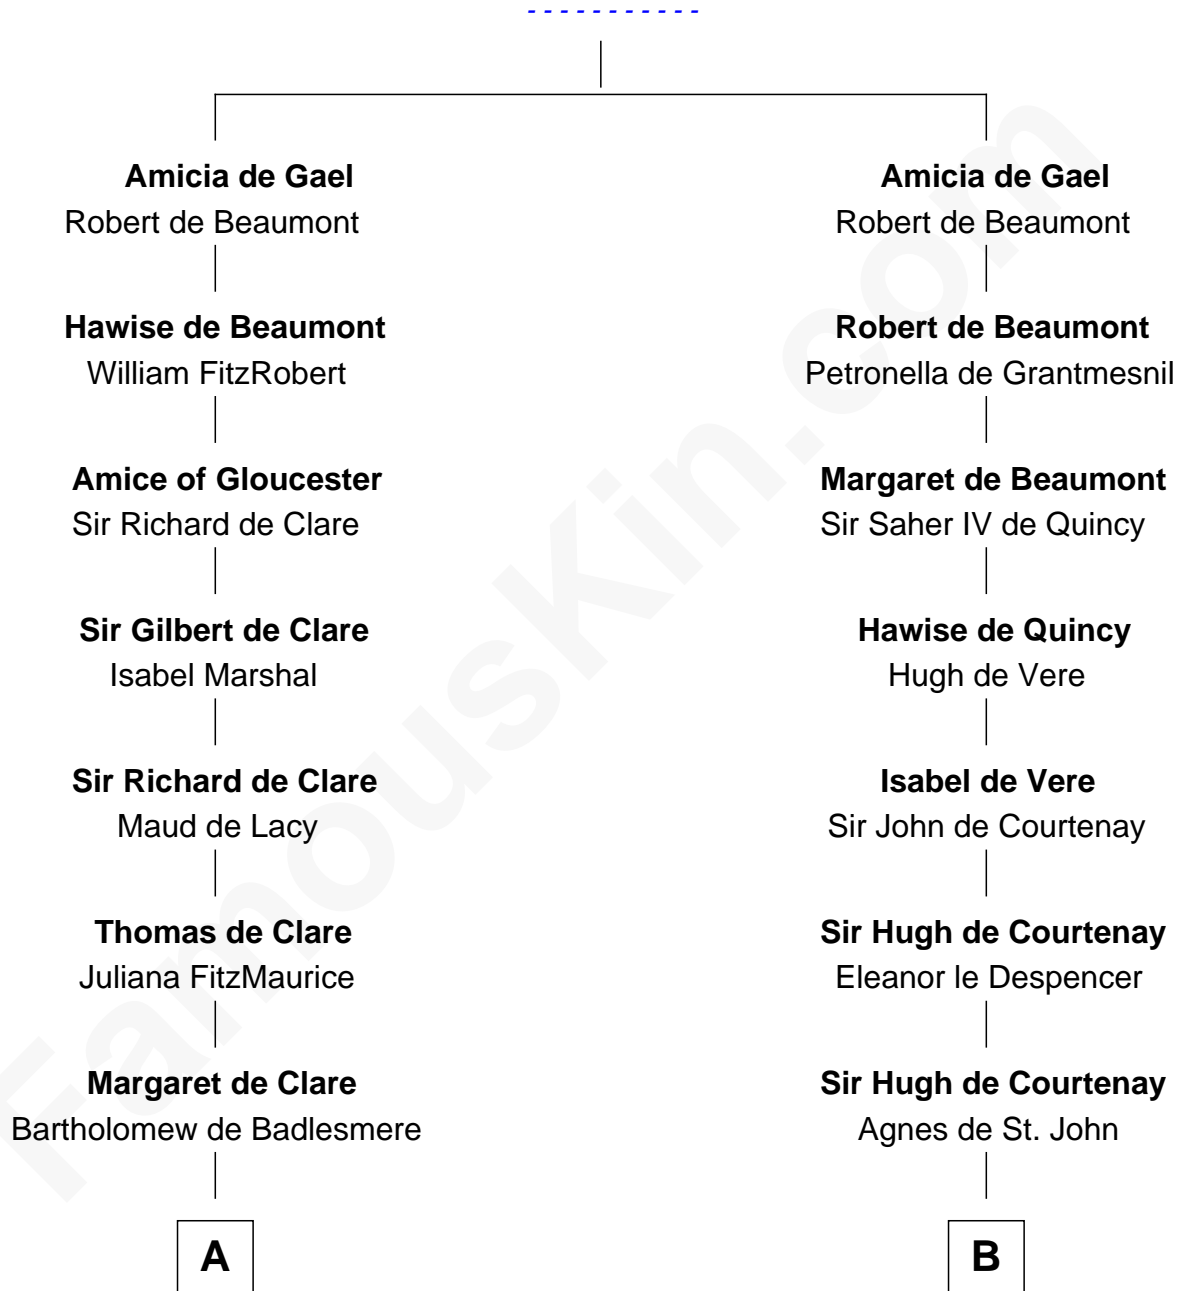 - - - - - - - - - - -
Amicia de Gael
Robert de Beaumont
Hawise de Beaumont
William FitzRobert
Amice of Gloucester
Sir Richard de Clare
Sir Gilbert de Clare
Isabel Marshal
Sir Richard de Clare
Maud de Lacy
Thomas de Clare
Juliana FitzMaurice
Margaret de Clare
Bartholomew de Badlesmere
A
Amicia de Gael
Robert de Beaumont
Robert de Beaumont
Petronella de Grantmesnil
Margaret de Beaumont
Sir Saher IV de Quincy
Hawise de Quincy
Hugh de Vere
Isabel de Vere
Sir John de Courtenay
Sir Hugh de Courtenay
Eleanor le Despencer
Sir Hugh de Courtenay
Agnes de St. John
B
FamousKin.com